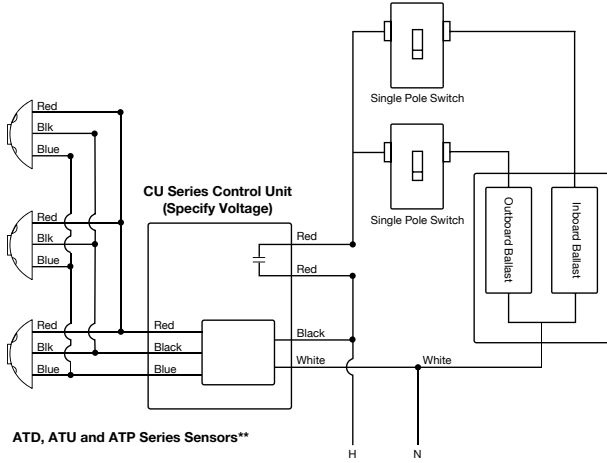 Single Pole Switch
Single Pole Switch
Outboard Ballast
Inboard Ballast
Red
Blk
Blue
Red
Blk
Blue
Red
Blk
Blue
CU Series Control Unit
(Specify Voltage)
Red
Red
Red
Black
Blue
Black
White
White
ATD, ATU and ATP Series Sensors**
H
N